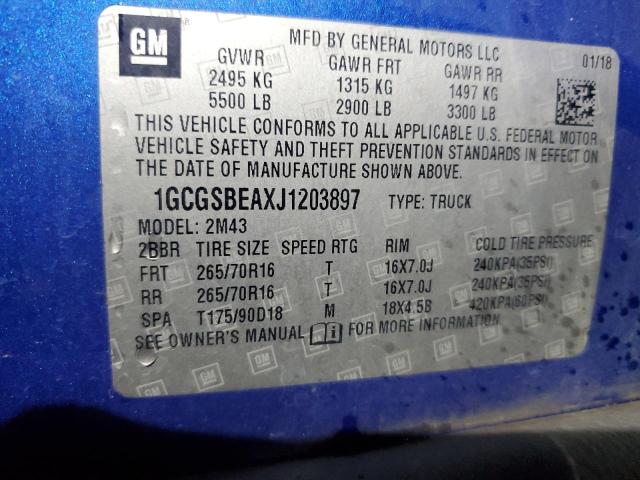 GM
MFD BY GENERAL MOTORS LLC
01/18
GVWR GAWR FRT GAWR RR
2495 KG 1315 KG 1497 KG
5500 LB 2900 LB 3300 LB
THIS VEHICLE CONFORMS TO ALL APPLICABLE U.S. FEDERAL MOTOR
VEHICLE SAFETY AND THEFT PREVENTION STANDARDS IN EFFECT ON
THE DATE OF MANUFACTURE SHOWN ABOVE.
1GCGSBEAXJ1203897 TYPE: TRUCK
MODEL: 2M43
2BBR TIRE SIZE SPEED RTG RIM COLD TIRE PRESSURE
FRT 265/70R16 T 16X7.0J 240KPA(35PSI)
RR 265/70R16 T 16X7.0J 240KPA(35PSI)
SPA T175/90D18 M 18X4.5B 420KPA(60PSI)
SEE OWNER'S MANUAL FOR MORE INFORMATION